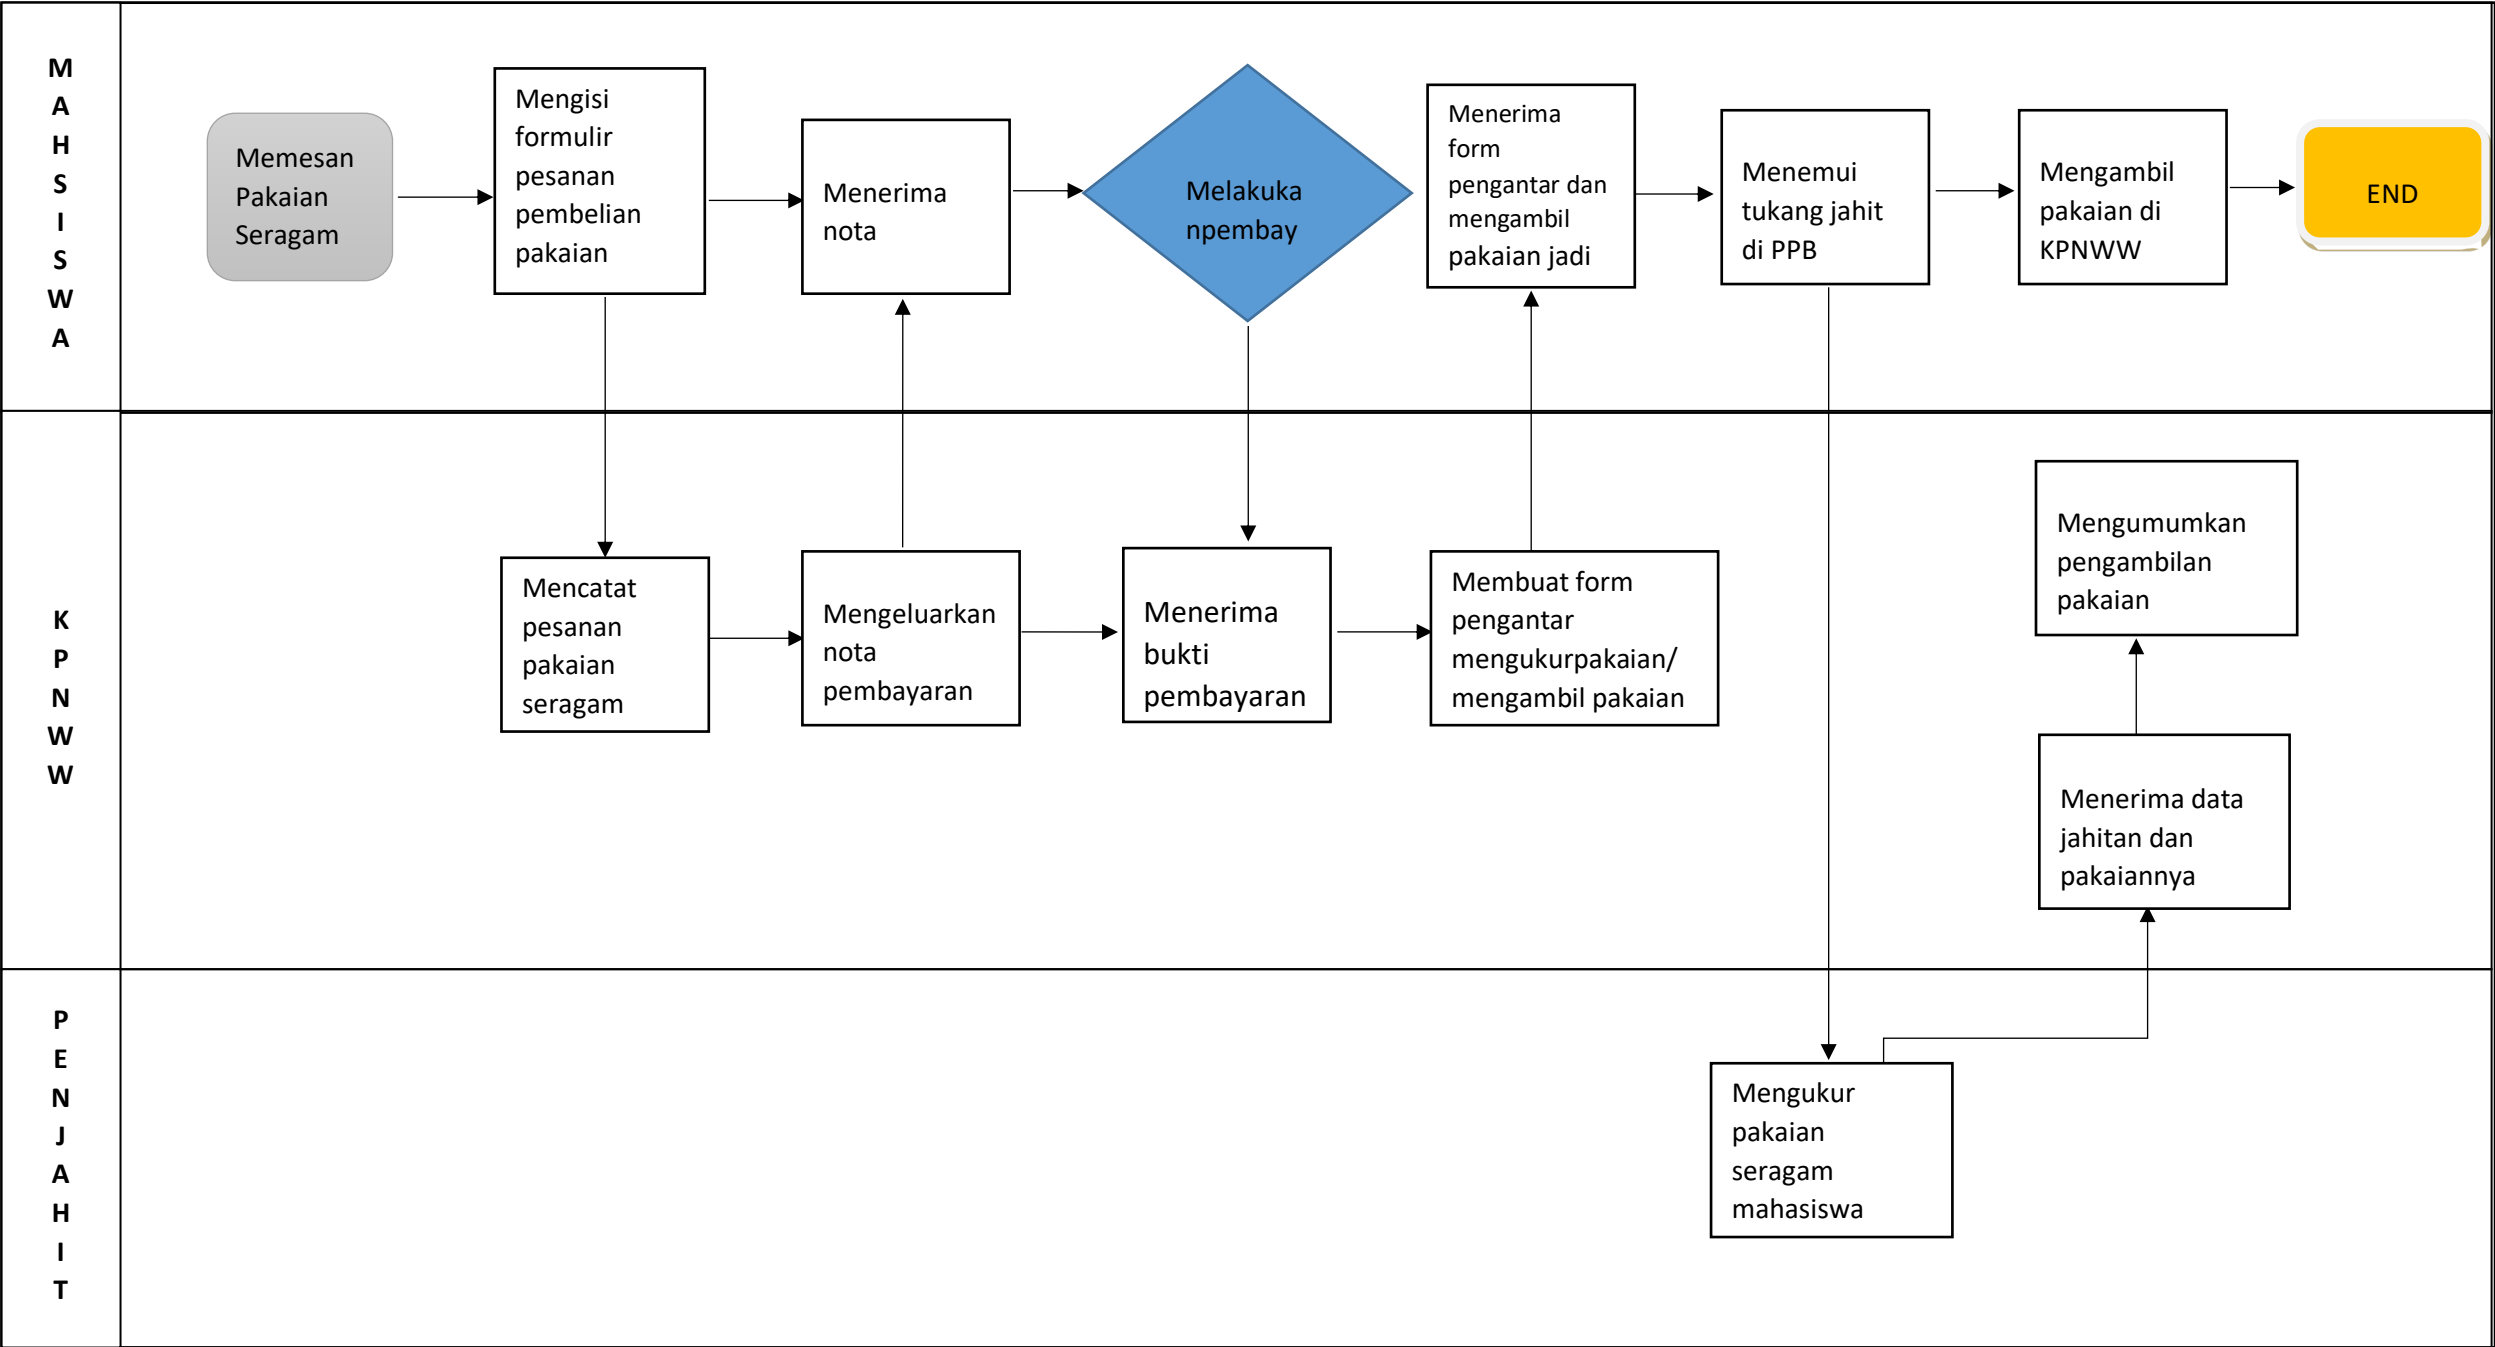 M
A
H
S
I
S
W
A
Memesan
Pakaian
Seragam
Mengisi
formulir
pesanan
pembelian
pakaian
Menerima
nota
Melakuka
npembay
Menerima
form
pengantar dan
mengambil
pakaian jadi
Menemui
tukang jahit
di PPB
Mengambil
pakaian di
KPNWW
END
K
P
N
W
W
Mencatat
pesanan
pakaian
seragam
Mengeluarkan
nota
pembayaran
Menerima
bukti
pembayaran
Membuat form
pengantar
mengukurpakaian/
mengambil pakaian
Mengumumkan
pengambilan
pakaian
Menerima data
jahitan dan
pakaiannya
P
E
N
J
A
H
I
T
Mengukur
pakaian
seragam
mahasiswa